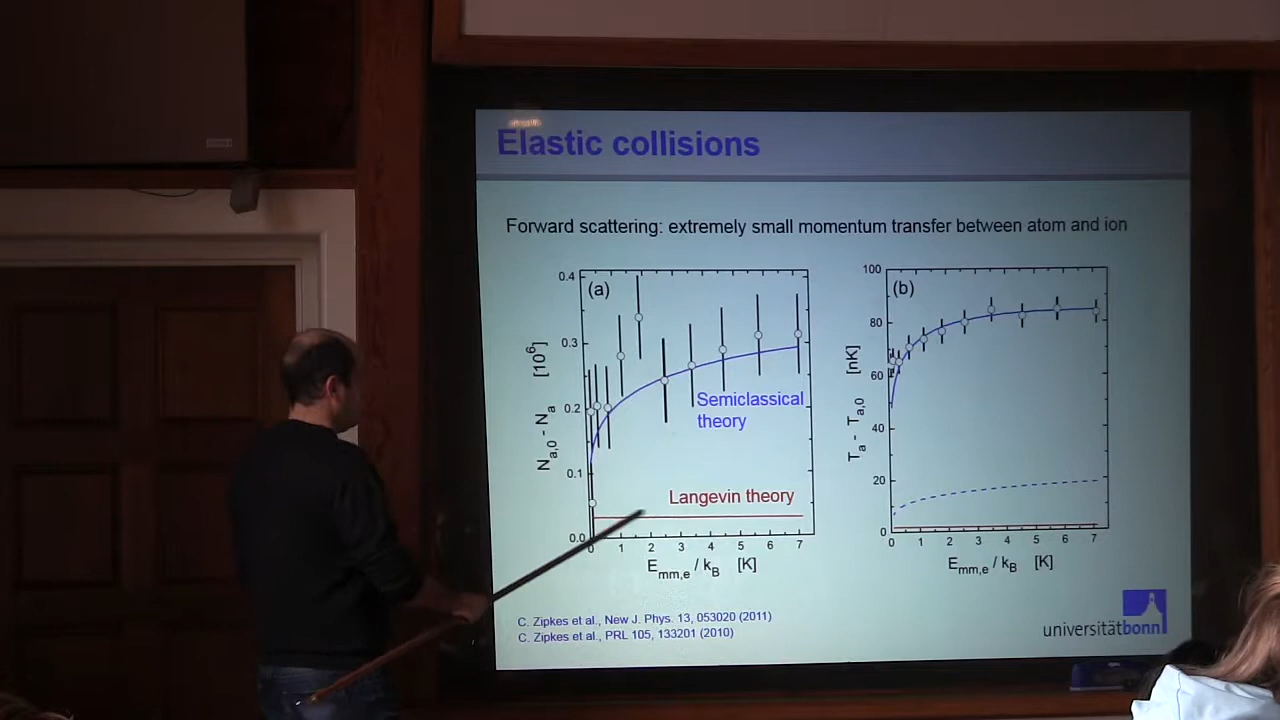 Elastic collisions
Forward scattering: extremely small momentum transfer between atom and ion
(a)
0.4
0.3
0.2
0.1
0.0
N_a,0 - N_a [10^6]
Semiclassical
theory
Langevin theory
0 1 2 3 4 5 6 7
E_mm,e / k_B [K]
(b)
100
80
60
40
20
0
T_a - T_a,0 [nK]
0 1 2 3 4 5 6 7
E_mm,e / k_B [K]
C. Zipkes et al., New J. Phys. 13, 053020 (2011)
C. Zipkes et al., PRL 105, 133201 (2010)
universitätbonn